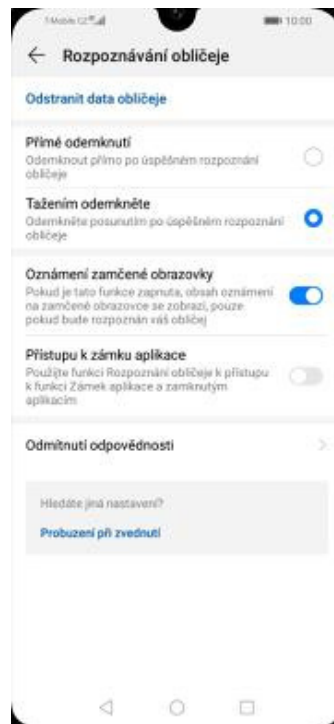 T-Mobile CZ
10:00
Rozpoznávání obličeje
Odstranit data obličeje
Přímé odemknutí
Odemknout přímo po úspěšném rozpoznání
obličeje
Tažením odemkněte
Odemkněte posunutím po úspěšném rozpoznání
obličeje
Oznámení zamčené obrazovky
Pokud je tato funkce zapnuta, obsah oznámení
na zamčené obrazovce se zobrazí, pouze
pokud bude rozpoznán váš obličej
Přístupu k zámku aplikace
Použijte funkci Rozpoznání obličeje k přístupu
k funkci Zámek aplikace a zamknutým
aplikacím
Odmítnutí odpovědnosti
Hledáte jiná nastavení?
Probuzení při zvednutí